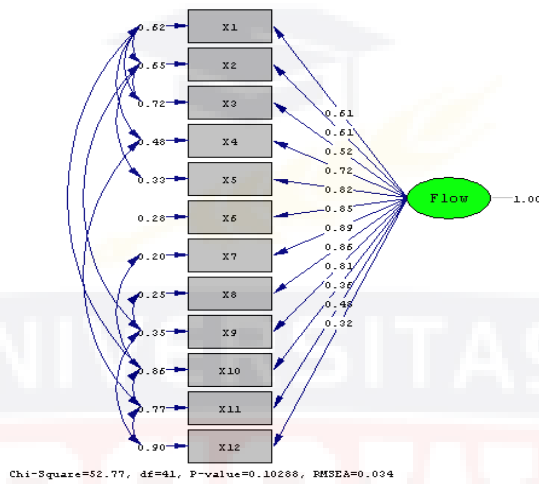 0.62 X1
0.65 X2
0.72 X3
0.48 X4
0.33 X5
0.28 X6
0.20 X7
0.25 X8
0.35 X9
0.86 X10
0.77 X11
0.90 X12
0.61
0.61
0.52
0.72
0.82
0.85
0.89
0.86
0.81
0.36
0.48
0.32
Flow 1.00
NIVERSITAS
Chi-Square=52.77, df=41, P-value=0.10288, RMSEA=0.034